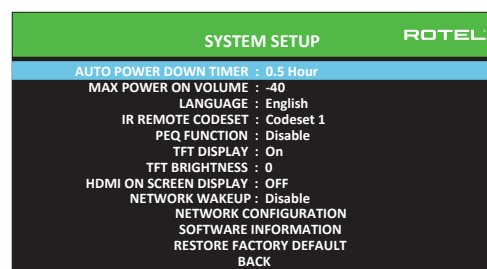 SYSTEM SETUP
ROTEL
AUTO POWER DOWN TIMER : 0.5 Hour
MAX POWER ON VOLUME : -40
LANGUAGE : English
IR REMOTE CODESET : Codeset 1
PEQ FUNCTION : Disable
TFT DISPLAY : On
TFT BRIGHTNESS : 0
HDMI ON SCREEN DISPLAY : OFF
NETWORK WAKEUP : Disable
NETWORK CONFIGURATION
SOFTWARE INFORMATION
RESTORE FACTORY DEFAULT
BACK